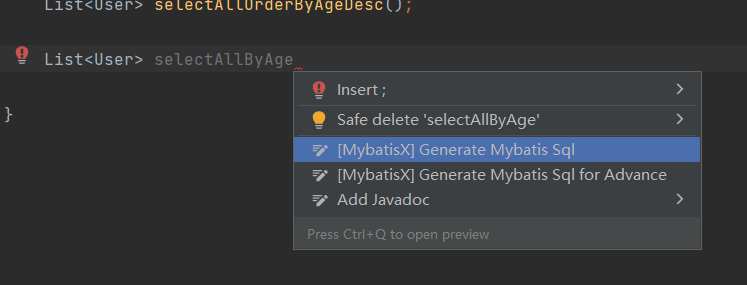 List<User> selectAllOrderByAgeDesc();
List<User> selectAllByAge
Insert ;
}
Safe delete 'selectAllByAge'
[MybatisX] Generate Mybatis Sql
[MybatisX] Generate Mybatis Sql for Advance
Add Javadoc
Press Ctrl+Q to open preview